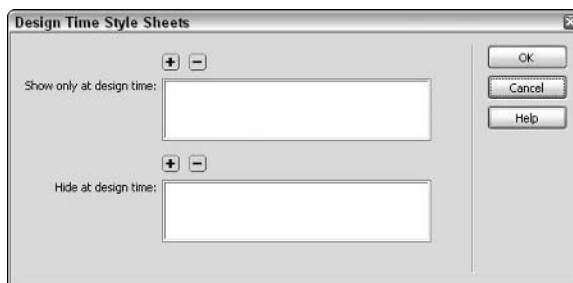 Design Time Style Sheets
Show only at design time:
Hide at design time:
OK
Cancel
Help